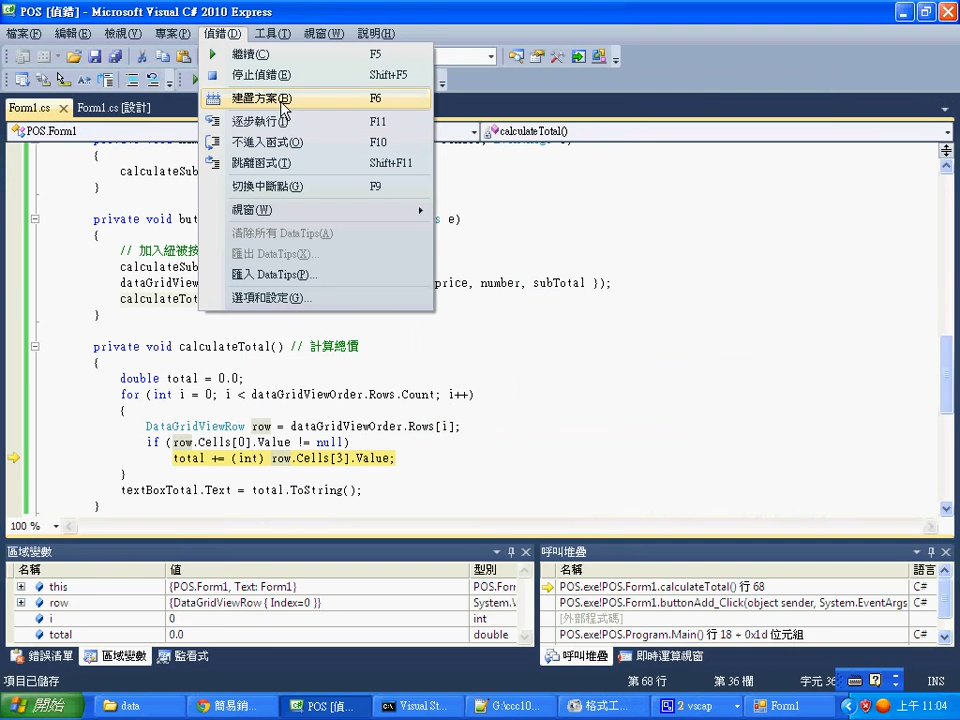 POS [偵錯] - Microsoft Visual C# 2010 Express
檔案(F) 編輯(E) 檢視(V) 專案(P) 偵錯(D) 工具(T) 視窗(W) 說明(H)
繼續(C) F5
停止偵錯(E) Shift+F5
建置方案(B) F6
逐步執行(I) F11
不進入函式(O) F10
跳離函式(T) Shift+F11
切換中斷點(G) F9
視窗(W)
清除所有 DataTips(A)
匯出 DataTips(X)...
匯入 DataTips(P)...
選項和設定(G)...
Form1.cs Form1.cs [設計]
POS.Form1 calculateTotal()
{
calculateSub
}
private void but s e)
{
// 加入紐被按
calculateSub
dataGridView price, number, subTotal });
calculateTot
}
private void calculateTotal() // 計算總價
{
double total = 0.0;
for (int i = 0; i < dataGridViewOrder.Rows.Count; i++)
{
DataGridViewRow row = dataGridViewOrder.Rows[i];
if (row.Cells[0].Value != null)
total += (int) row.Cells[3].Value;
}
textBoxTotal.Text = total.ToString();
}
100 %
區域變數 呼叫堆疊
名稱 值 型別 名稱 語言
this {POS.Form1, Text: Form1} POS.Form POS.exe!POS.Form1.calculateTotal() 行 68 C#
row {DataGridViewRow { Index=0 }} System.W POS.exe!POS.Form1.buttonAdd_Click(object sender, System.EventArgs C#
i 0 int [外部程式碼]
total 0.0 double POS.exe!POS.Program.Main() 行 18 + 0x1d 位元組 C#
錯誤清單 區域變數 監看式 呼叫堆疊 即時運算視窗
項目已儲存 第 68 行 第 36 欄 字元 36 INS
開始 data 簡易銷... POS [偵... Visual St... G:\ccc10... 格式工... 2 vscap Form1 上午 11:04